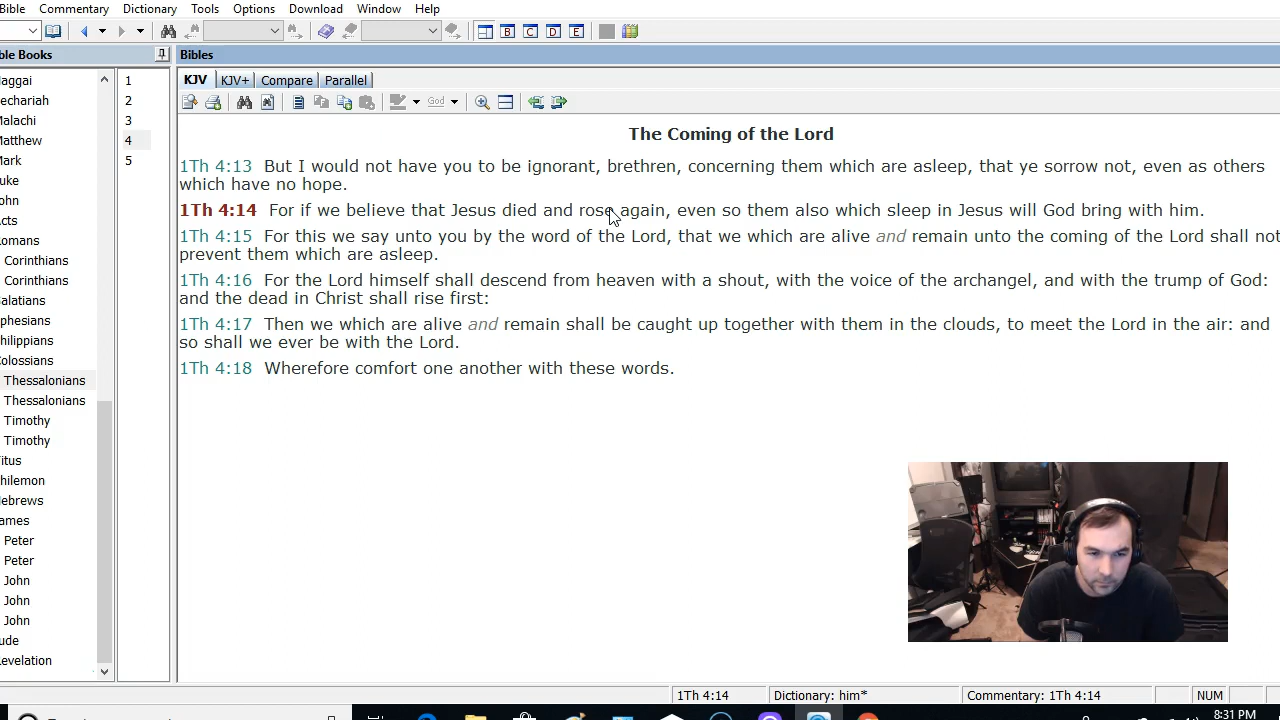 Bible Commentary Dictionary Tools Options Download Window Help
B C D E
ble Books
Bibles
KJV KJV+ Compare Parallel
God
aggai
echariah
Malachi
Matthew
Mark
uke
ohn
Acts
omans
Corinthians
Corinthians
alatians
phesians
hilippians
Colossians
Thessalonians
Thessalonians
Timothy
Timothy
itus
hilemon
ebrews
ames
Peter
Peter
John
John
John
ude
evelation
1
2
3
4
5
The Coming of the Lord
1Th 4:13 But I would not have you to be ignorant, brethren, concerning them which are asleep, that ye sorrow not, even as others
which have no hope.
1Th 4:14 For if we believe that Jesus died and rose again, even so them also which sleep in Jesus will God bring with him.
1Th 4:15 For this we say unto you by the word of the Lord, that we which are alive and remain unto the coming of the Lord shall not
prevent them which are asleep.
1Th 4:16 For the Lord himself shall descend from heaven with a shout, with the voice of the archangel, and with the trump of God:
and the dead in Christ shall rise first:
1Th 4:17 Then we which are alive and remain shall be caught up together with them in the clouds, to meet the Lord in the air: and
so shall we ever be with the Lord.
1Th 4:18 Wherefore comfort one another with these words.
1Th 4:14 Dictionary: him* Commentary: 1Th 4:14 NUM
8:31 PM